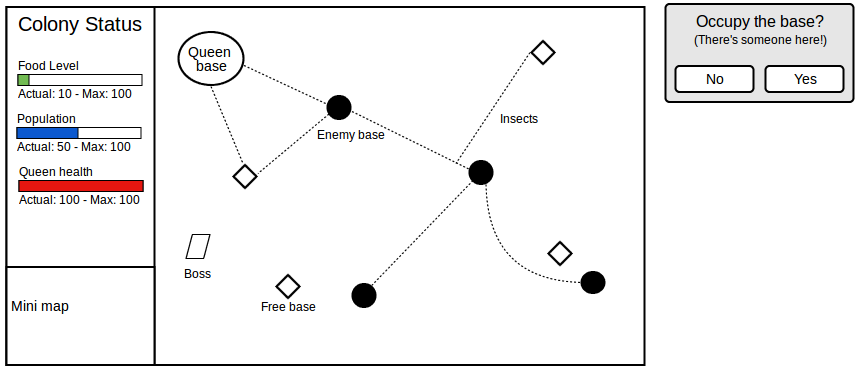 Colony Status
Food Level
Actual: 10 - Max: 100
Population
Actual: 50 - Max: 100
Queen health
Actual: 100 - Max: 100
Mini map
Queen
base
Enemy base
Insects
Boss
Free base
Occupy the base?
(There's someone here!)
No
Yes